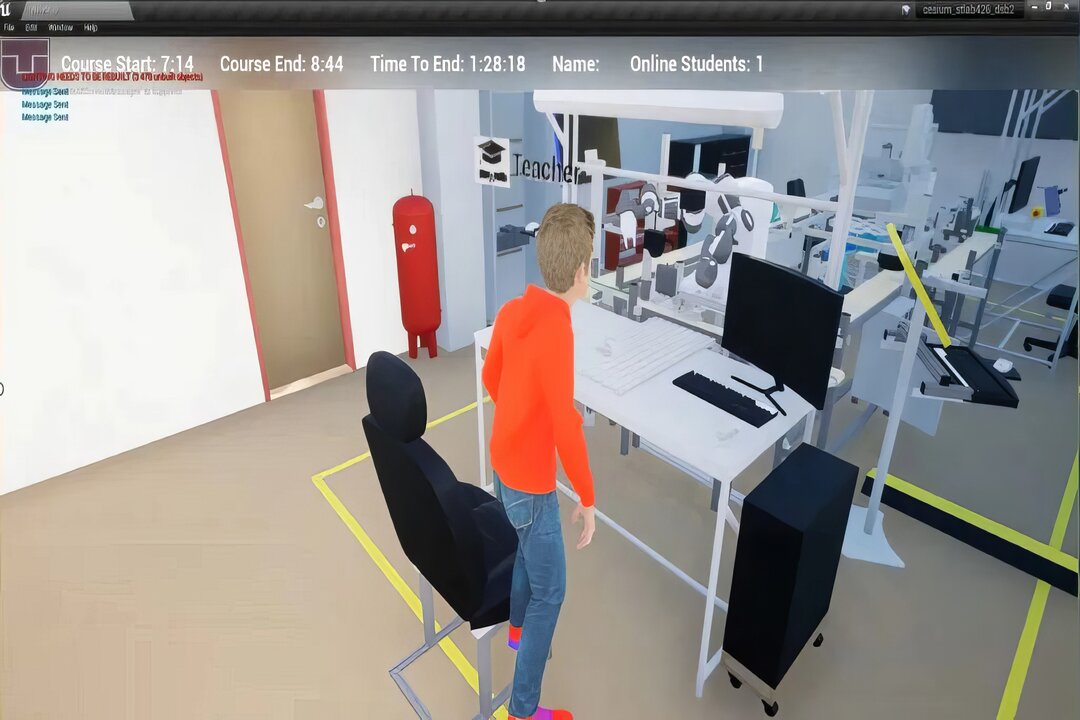 cesium_stlab426_dsb2
File Edit Window Help
Course Start: 7:14 Course End: 8:44 Time To End: 1:28:18 Name: Online Students: 1
NEEDS TO BE REBUILT
Message Sent
Message Sent
Message Sent
Teacher